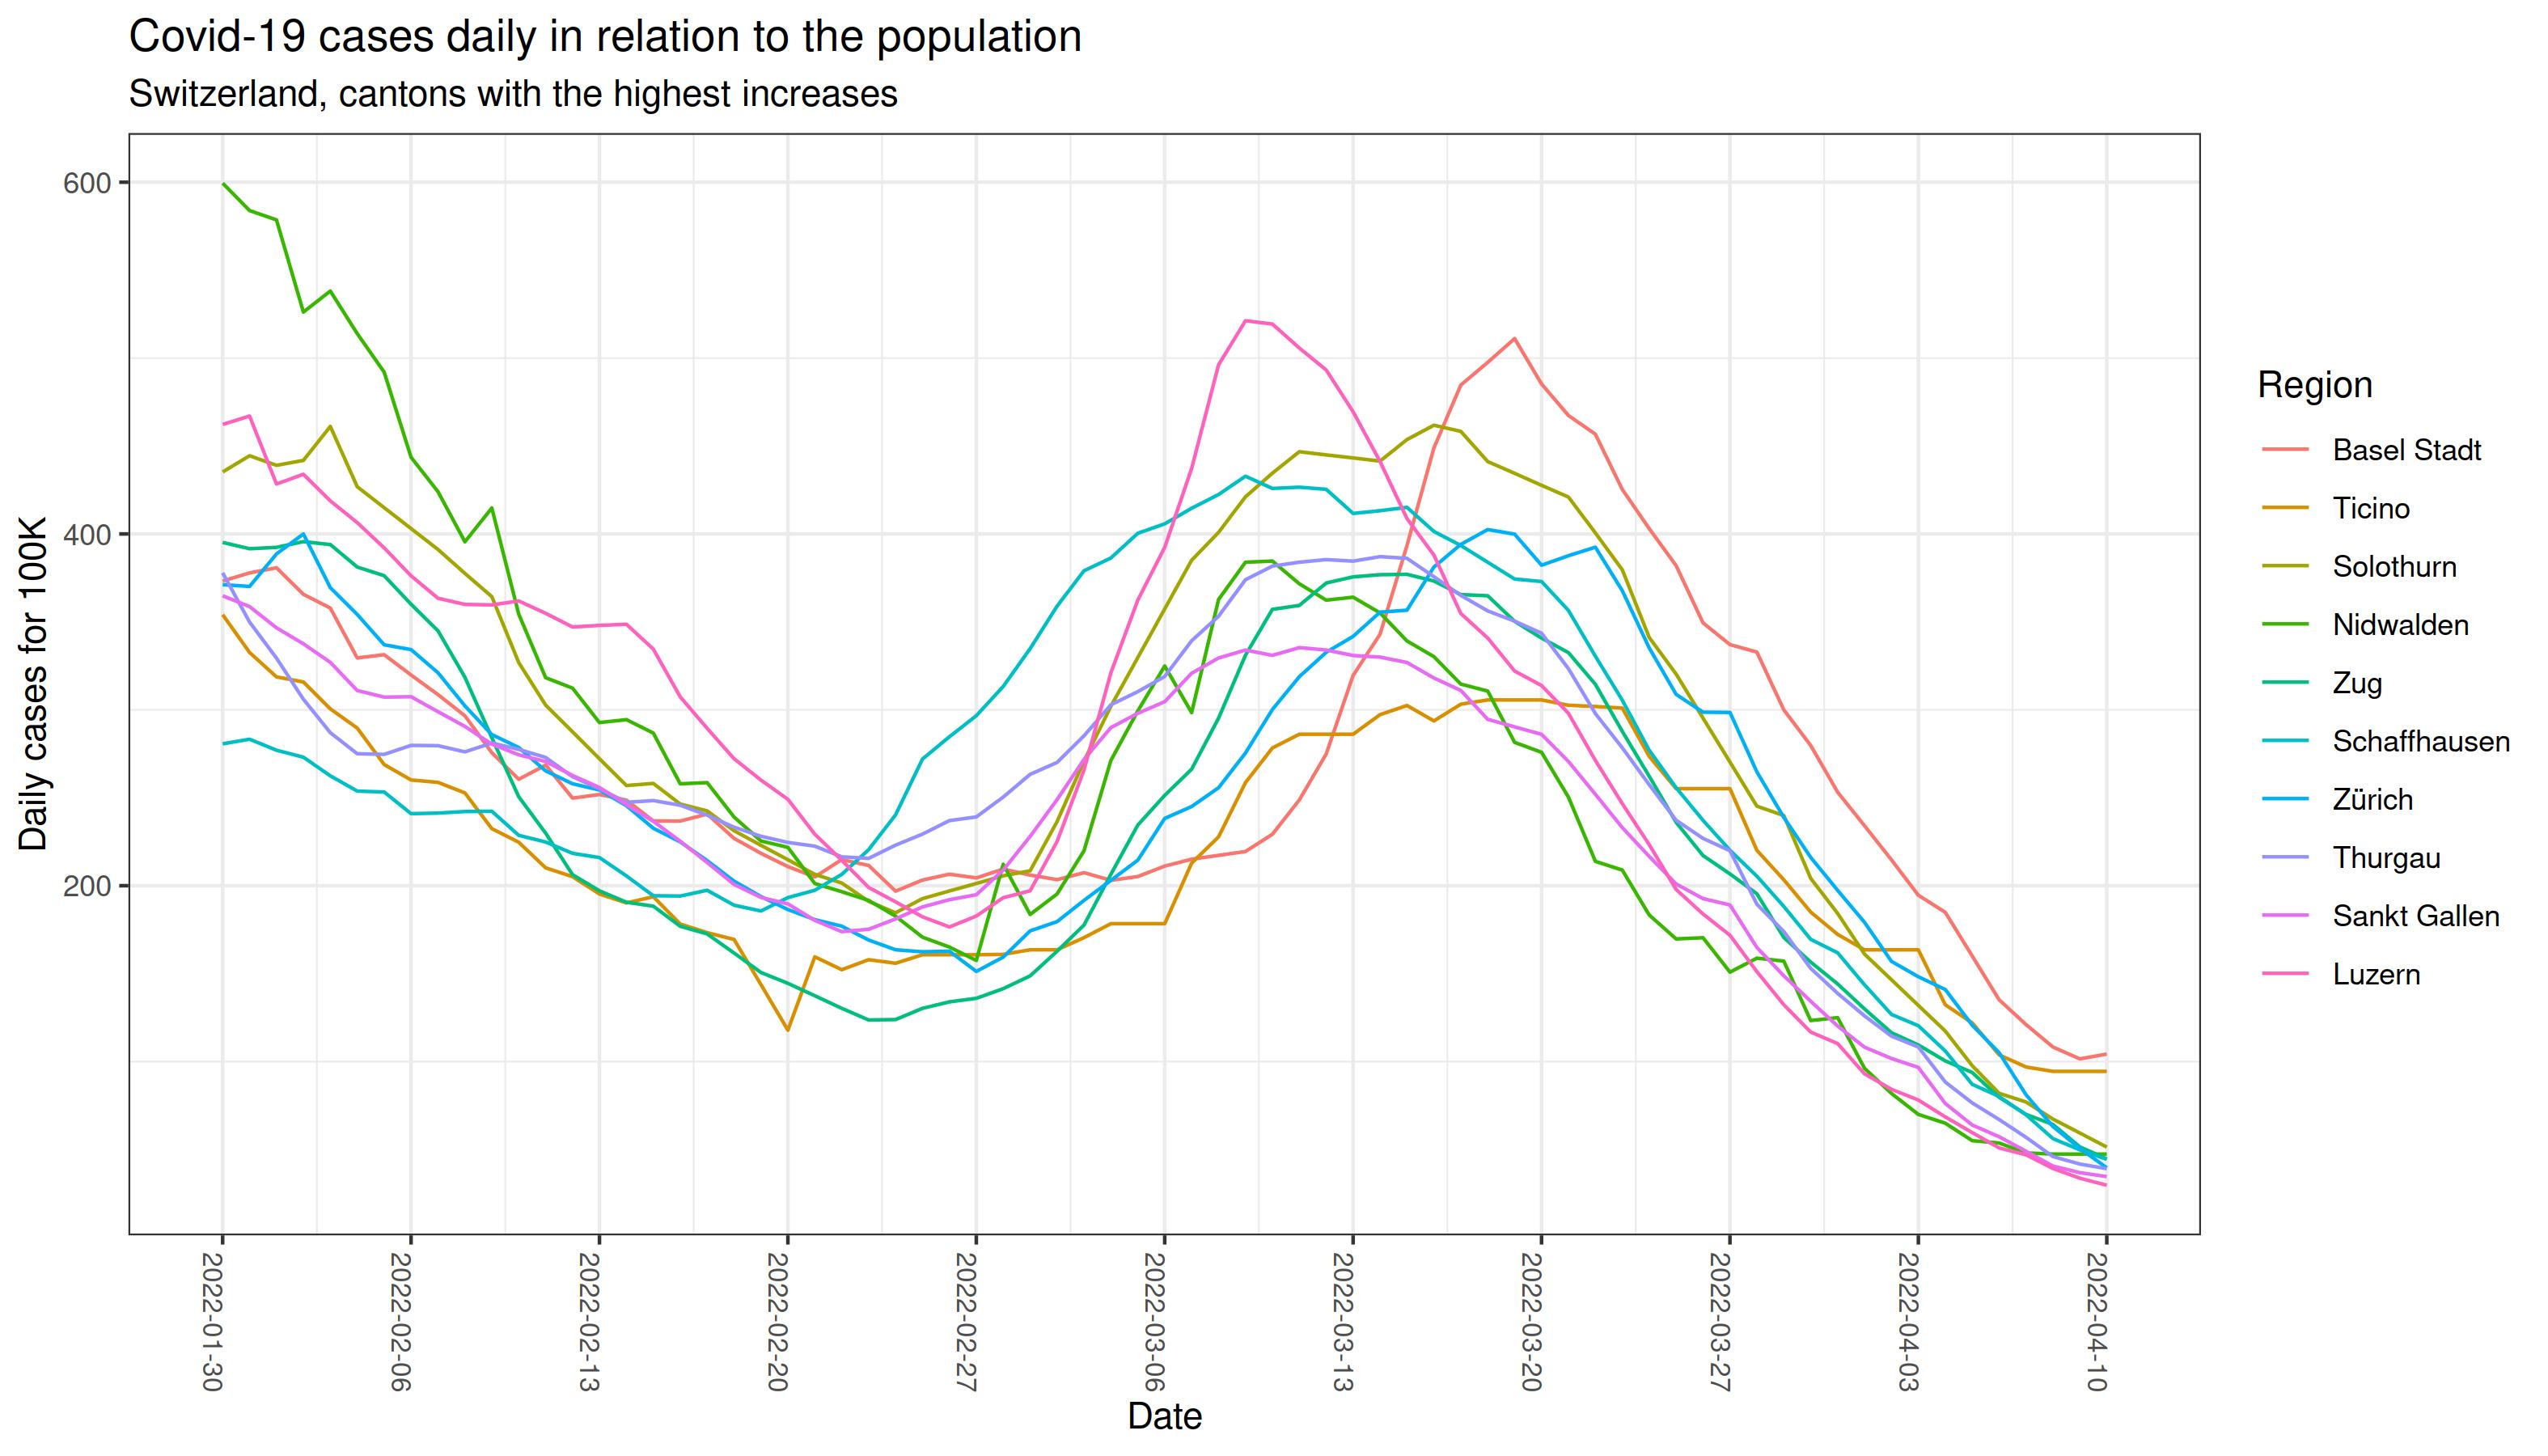 Covid-19 cases daily in relation to the population
Switzerland, cantons with the highest increases
Daily cases for 100K
600
400
200
2022-01-30
2022-02-06
2022-02-13
2022-02-20
2022-02-27
2022-03-06
2022-03-13
2022-03-20
2022-03-27
2022-04-03
2022-04-10
Date
Region
Basel Stadt
Ticino
Solothurn
Nidwalden
Zug
Schaffhausen
Zürich
Thurgau
Sankt Gallen
Luzern